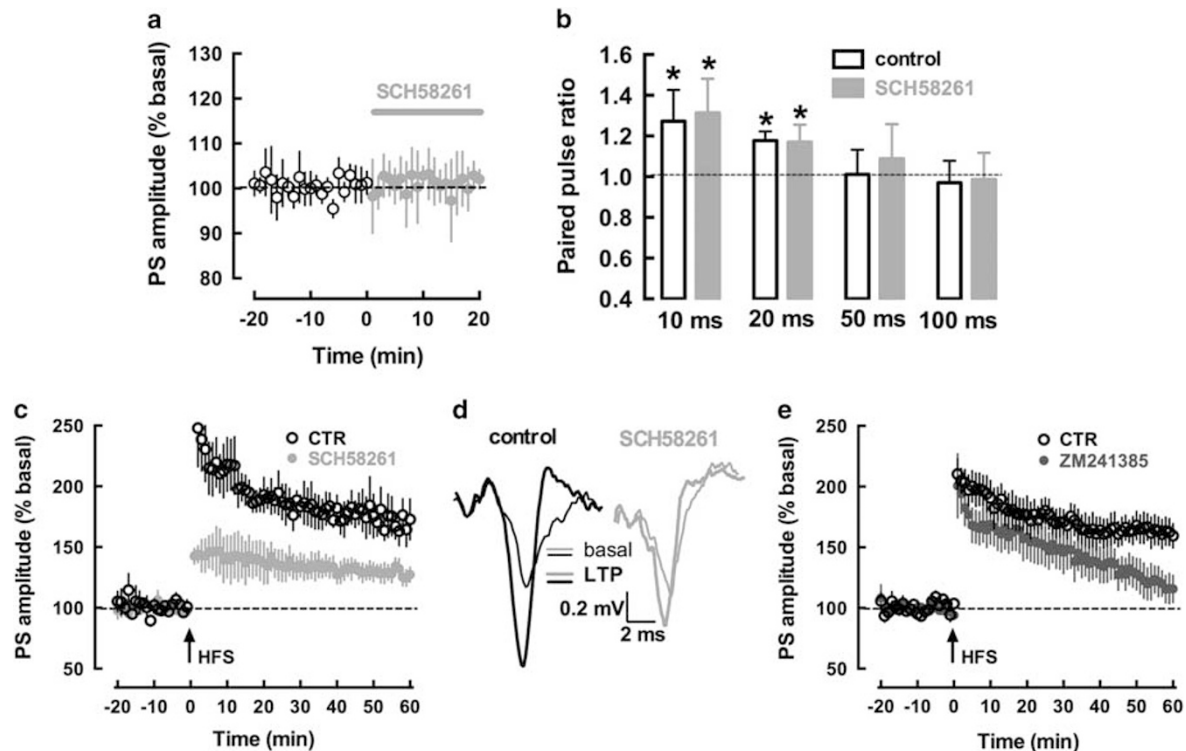 a
PS amplitude (% basal)
130
120
110
100
90
80
SCH58261
-20 -10 0 10 20
Time (min)
b
Paired pulse ratio
1.6
1.4
1.2
1.0
0.8
0.6
0.4
control
SCH58261
* * * *
10 ms 20 ms 50 ms 100 ms
c
PS amplitude (% basal)
250
200
150
100
50
CTR
SCH58261
HFS
-20 -10 0 10 20 30 40 50 60
Time (min)
d
control SCH58261
basal
LTP
0.2 mV
2 ms
e
PS amplitude (% basal)
250
200
150
100
50
CTR
ZM241385
HFS
-20 -10 0 10 20 30 40 50 60
Time (min)